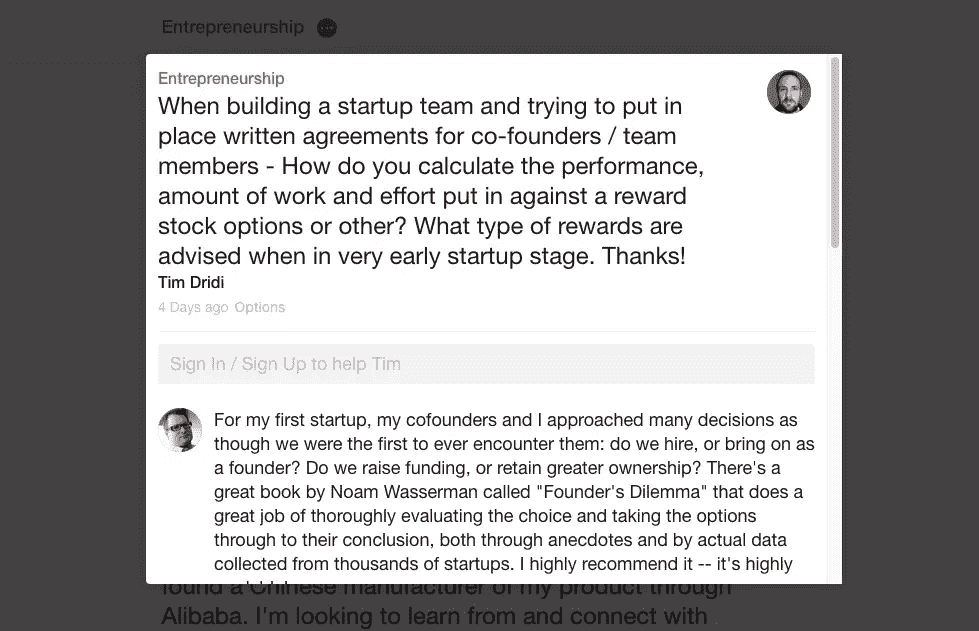 Entrepreneurship
Entrepreneurship
When building a startup team and trying to put in
place written agreements for co-founders / team
members - How do you calculate the performance,
amount of work and effort put in against a reward
stock options or other? What type of rewards are
advised when in very early startup stage. Thanks!
Tim Dridi
4 Days ago Options
Sign In / Sign Up to help Tim
For my first startup, my cofounders and I approached many decisions as
though we were the first to ever encounter them: do we hire, or bring on as
a founder? Do we raise funding, or retain greater ownership? There's a
great book by Noam Wasserman called "Founder's Dilemma" that does a
great job of thoroughly evaluating the choice and taking the options
through to their conclusion, both through anecdotes and by actual data
collected from thousands of startups. I highly recommend it -- it's highly
found a Chinese manufacturer of my product through
Alibaba. I'm looking to learn from and connect with